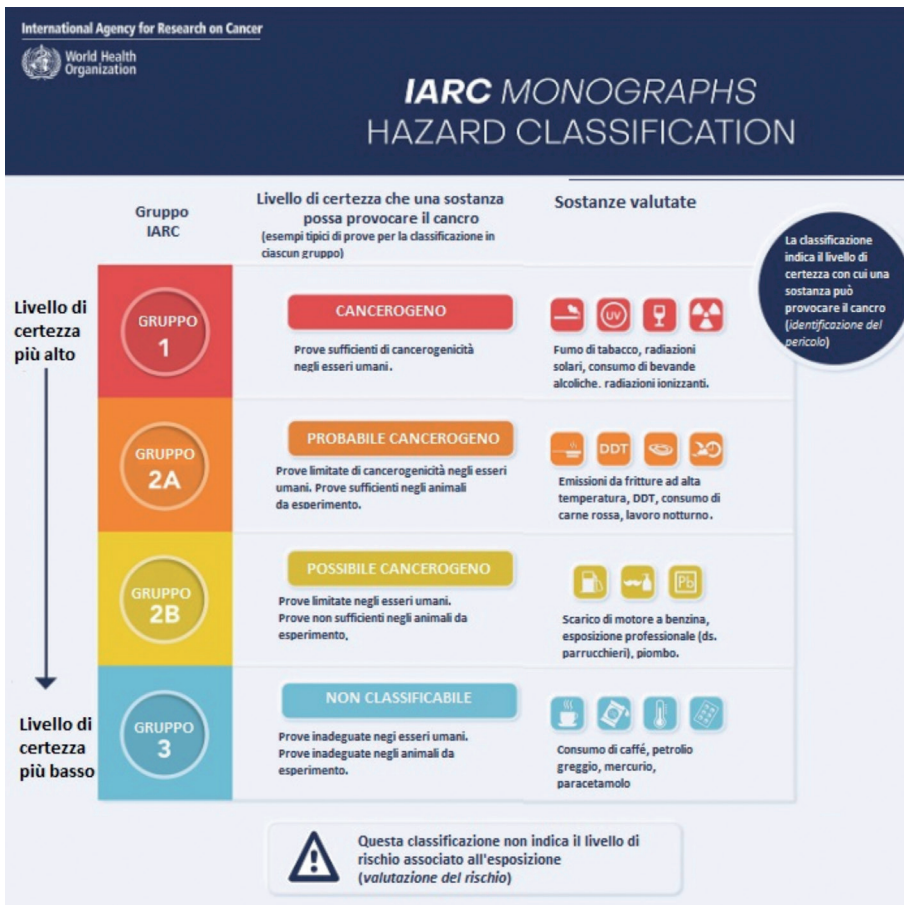 International Agency for Research on Cancer
World Health
Organization
IARC MONOGRAPHS
HAZARD CLASSIFICATION
Gruppo
IARC
Livello di certezza che una sostanza
possa provocare il cancro
(esempi tipici di prove per la classificazione in
ciascun gruppo)
Sostanze valutate
La classificazione
indica il livello di
certezza con cui una
sostanza può
provocare il cancro
(identificazione del
pericolo)
Livello di
certezza
più alto
GRUPPO
1
CANCEROGENO
Prove sufficienti di cancerogenicità
negli esseri umani.
UV
Fumo di tabacco, radiazioni
solari, consumo di bevande
alcoliche, radiazioni ionizzanti.
GRUPPO
2A
PROBABILE CANCEROGENO
Prove limitate di cancerogenicità negli esseri
umani. Prove sufficienti negli animali
da esperimento.
DDT
Emissioni da fritture ad alta
temperatura, DDT, consumo di
carne rossa, lavoro notturno.
GRUPPO
2B
POSSIBILE CANCEROGENO
Prove limitate negli esseri umani.
Prove non sufficienti negli animali da
esperimento,
Pb
Scarico di motore a benzina,
esposizione professionale (ds.
parrucchieri), piombo.
Livello di
certezza
più basso
GRUPPO
3
NON CLASSIFICABILE
Prove inadeguate negi esseri umani.
Prove inadeguate negli animali da
esperimento.
Consumo di caffé, petrolio
greggio, mercurio,
paracetamolo
Questa classificazione non indica il livello di
rischio associato all'esposizione
(valutazione del rischio)